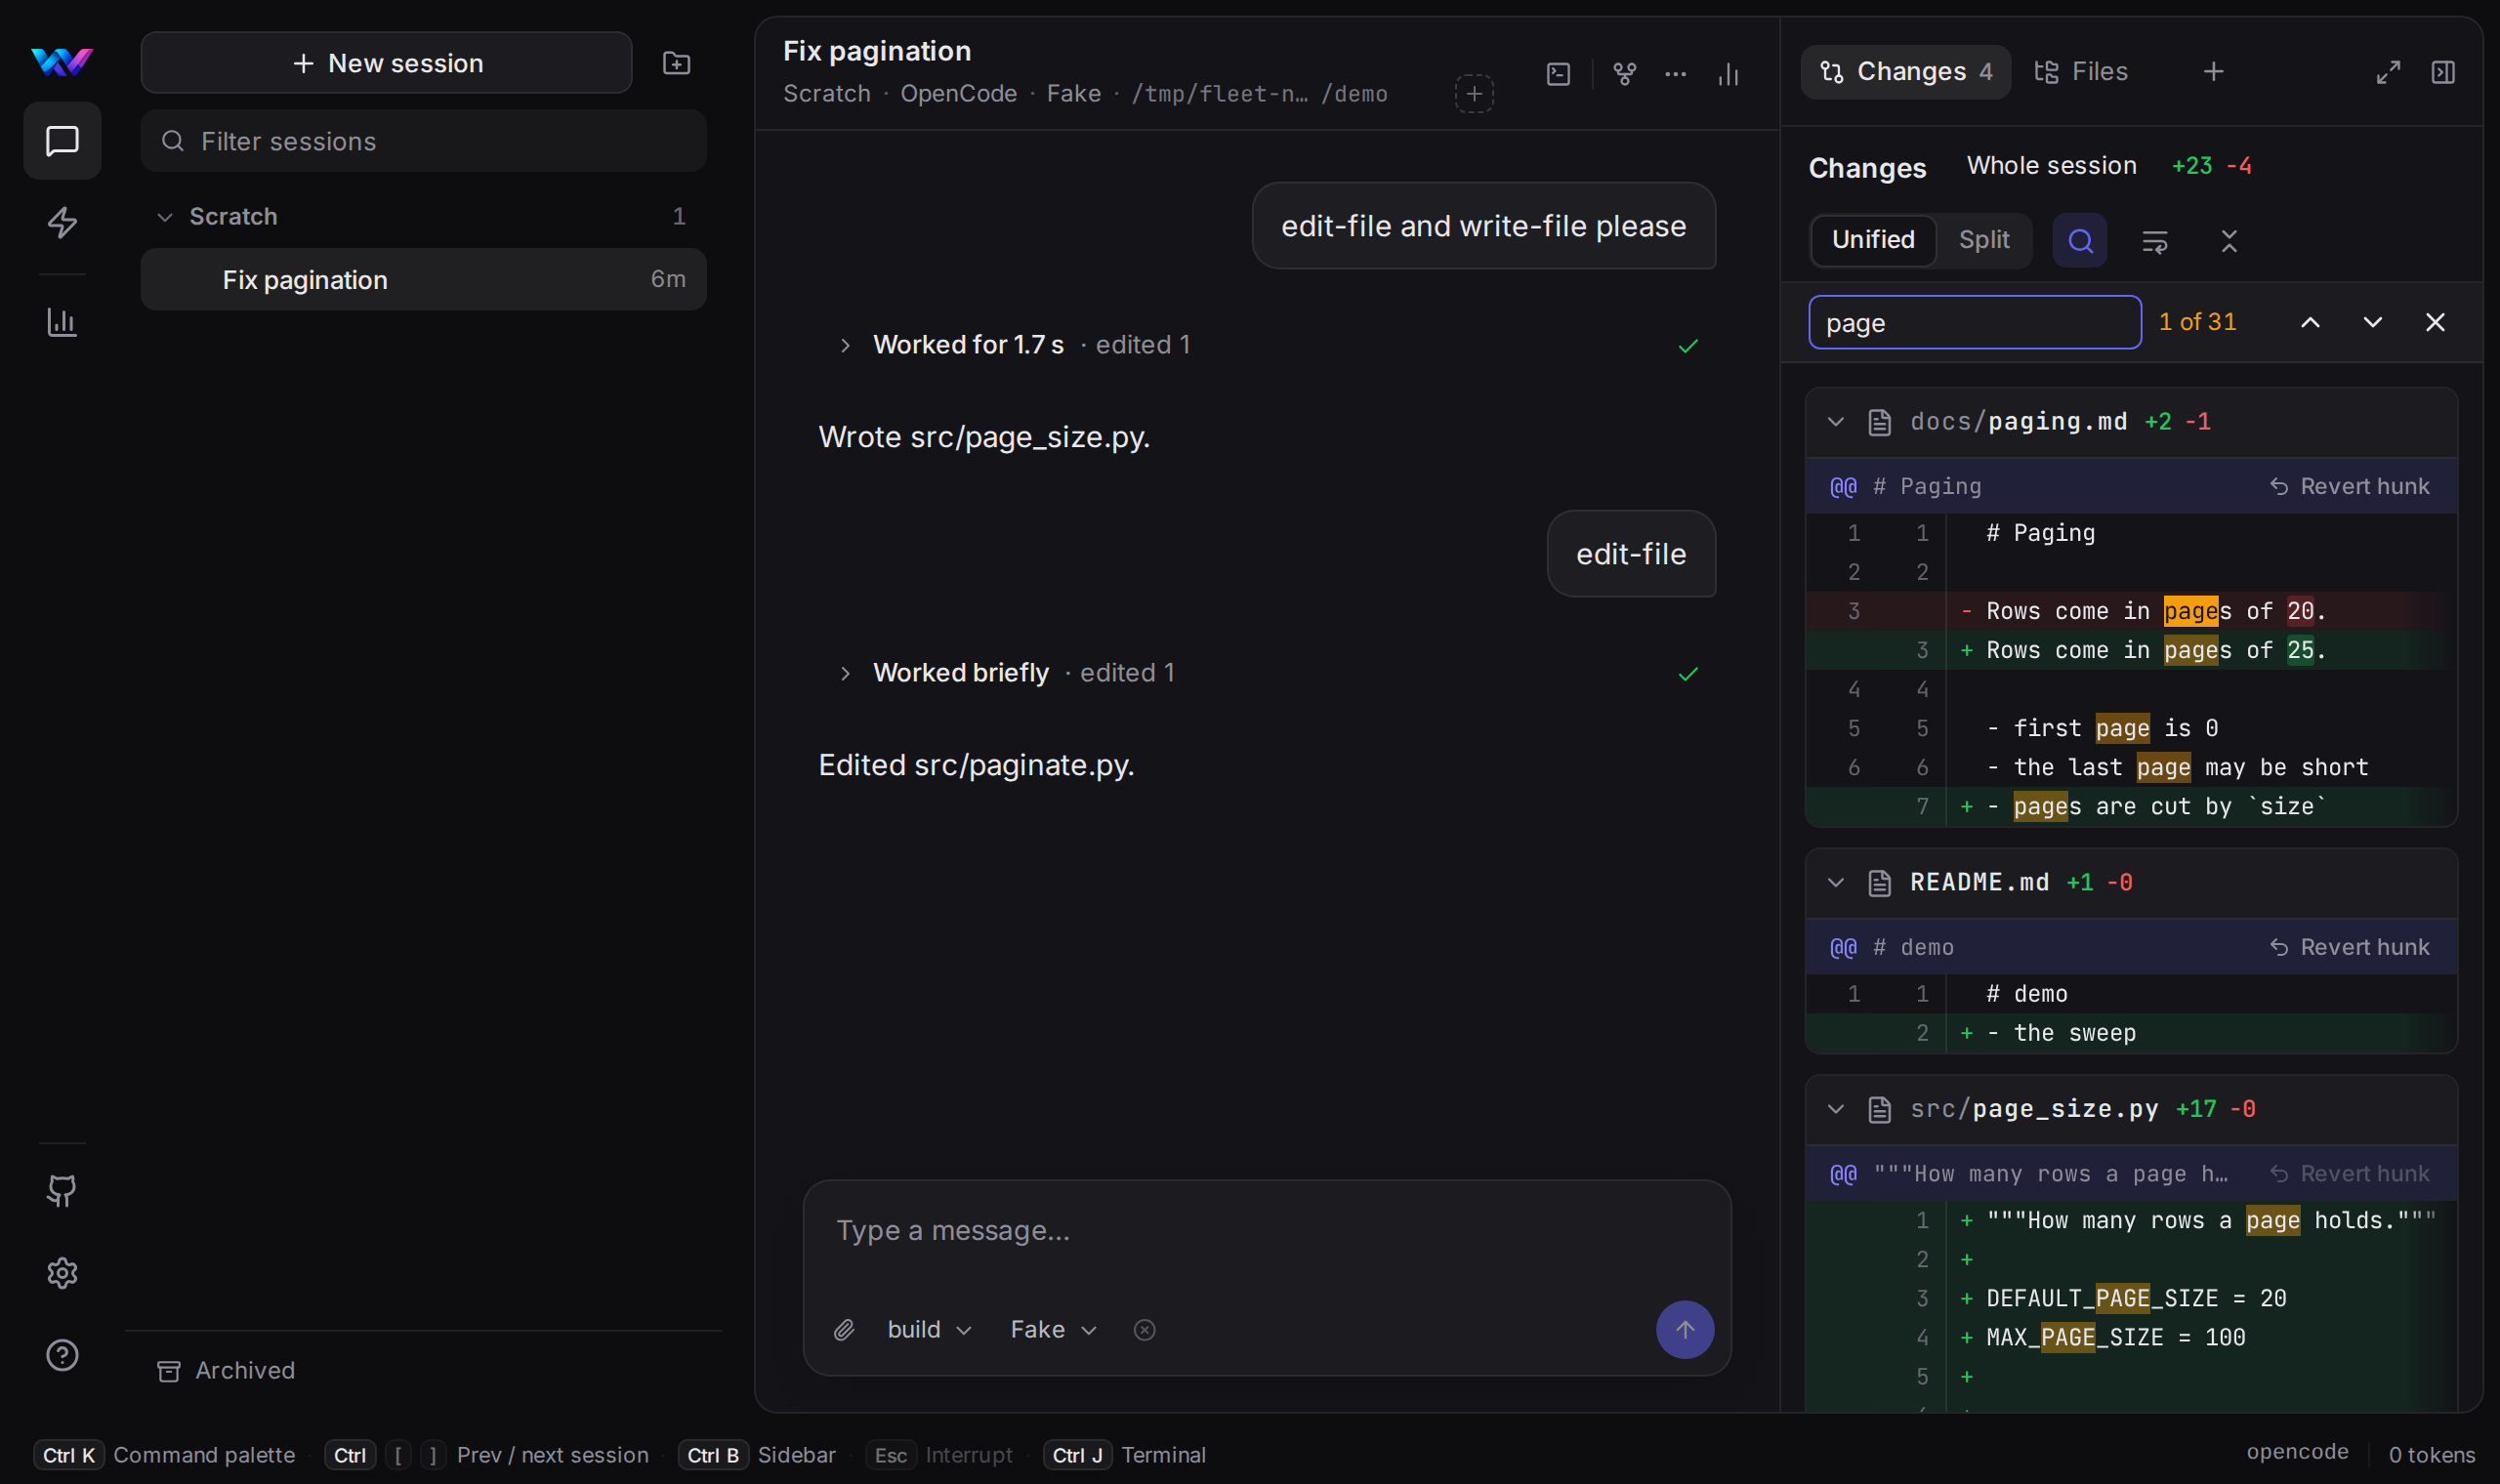 New session
Filter sessions
Scratch 1
Fix pagination 6m
Archived
Fix pagination
Scratch · OpenCode · Fake · /tmp/fleet-n… /demo
edit-file and write-file please
Worked for 1.7 s · edited 1
Wrote src/page_size.py.
edit-file
Worked briefly · edited 1
Edited src/paginate.py.
Type a message...
build Fake
Changes 4 Files
Changes Whole session +23 -4
Unified Split
page 1 of 31
docs/paging.md +2 -1
@@ # Paging Revert hunk
1 1 # Paging
2 2
3 - Rows come in pages of 20.
3 + Rows come in pages of 25.
4 4
5 5 - first page is 0
6 6 - the last page may be short
7 + - pages are cut by `size`
README.md +1 -0
@@ # demo Revert hunk
1 1 # demo
2 + - the sweep
src/page_size.py +17 -0
@@ """How many rows a page h… Revert hunk
1 + """How many rows a page holds."""
2 +
3 + DEFAULT_PAGE_SIZE = 20
4 + MAX_PAGE_SIZE = 100
5 +
Ctrl K Command palette · Ctrl [ ] Prev / next session · Ctrl B Sidebar · Esc Interrupt · Ctrl J Terminal
opencode 0 tokens